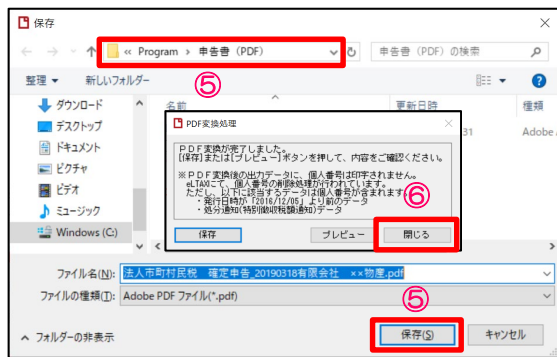 保存
« Program › 申告書（PDF）
申告書（PDF）の検索
⑤
整理 ▼ 新しいフォルダー
ダウンロード
デスクトップ
ドキュメント
ピクチャ
ビデオ
ミュージック
Windows (C:)
名前 更新日時 種類
31 Adobe
PDF変換処理
PDF変換が完了しました。
[保存]または[プレビュー]ボタンを押して、内容をご確認ください。
※PDF変換後の出力データに、個人番号は印字されません。
eLTAXにて、個人番号の削除処理が行われています。
ただし、以下に該当するデータは個人番号が含まれます。
・発行日時が「2016/12/05」より前のデータ
・処分通知(特別徴収税額通知)データ
⑥
保存 プレビュー 閉じる
ファイル名(N): 法人市町村民税　確定申告_20190318有限会社　××物産.pdf
ファイルの種類(T): Adobe PDF ファイル(*.pdf)
⑤
フォルダーの非表示
保存(S) キャンセル